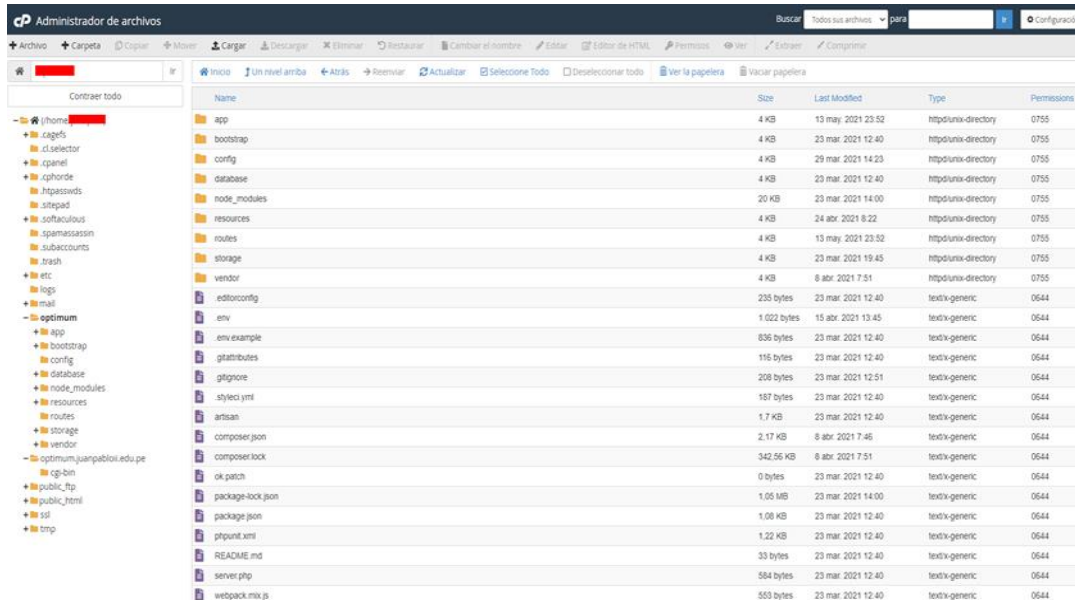 cP Administrador de archivos Buscar Todos sus archivos para Ir Configuració
Archivo Carpeta Copiar Mover Cargar Descargar Eliminar Restaurar Cambiar el nombre Editar Editor de HTML Permisos Ver Extraer Comprimir
Ir Inicio Un nivel arriba Atrás Reenviar Actualizar Seleccione Todo Deseleccionar todo Ver la papelera Vaciar papelera
Contraer todo
(/home/
.cagefs
.cl.selector
.cpanel
.cphorde
.htpasswds
.sitepad
.softaculous
.spamassassin
.subaccounts
.trash
etc
logs
mail
optimum
app
bootstrap
config
database
node_modules
resources
routes
storage
vendor
optimum.juanpabloii.edu.pe
cgi-bin
public_ftp
public_html
ssl
tmp
Name Size Last Modified Type Permissions
app 4 KB 13 may. 2021 23:52 httpd/unix-directory 0755
bootstrap 4 KB 23 mar. 2021 12:40 httpd/unix-directory 0755
config 4 KB 29 mar. 2021 14:23 httpd/unix-directory 0755
database 4 KB 23 mar. 2021 12:40 httpd/unix-directory 0755
node_modules 20 KB 23 mar. 2021 14:00 httpd/unix-directory 0755
resources 4 KB 24 abr. 2021 8:22 httpd/unix-directory 0755
routes 4 KB 13 may. 2021 23:52 httpd/unix-directory 0755
storage 4 KB 23 mar. 2021 19:45 httpd/unix-directory 0755
vendor 4 KB 8 abr. 2021 7:51 httpd/unix-directory 0755
.editorconfig 235 bytes 23 mar. 2021 12:40 text/x-generic 0644
.env 1.022 bytes 15 abr. 2021 13:45 text/x-generic 0644
.env.example 836 bytes 23 mar. 2021 12:40 text/x-generic 0644
.gitattributes 116 bytes 23 mar. 2021 12:40 text/x-generic 0644
.gitignore 208 bytes 23 mar. 2021 12:51 text/x-generic 0644
.styleci.yml 187 bytes 23 mar. 2021 12:40 text/x-generic 0644
artisan 1,7 KB 23 mar. 2021 12:40 text/x-generic 0644
composer.json 2,17 KB 8 abr. 2021 7:46 text/x-generic 0644
composer.lock 342,56 KB 8 abr. 2021 7:51 text/x-generic 0644
ok.patch 0 bytes 23 mar. 2021 12:40 text/x-generic 0644
package-lock.json 1,05 MB 23 mar. 2021 14:00 text/x-generic 0644
package.json 1,08 KB 23 mar. 2021 12:40 text/x-generic 0644
phpunit.xml 1,22 KB 23 mar. 2021 12:40 text/x-generic 0644
README.md 33 bytes 23 mar. 2021 12:40 text/x-generic 0644
server.php 584 bytes 23 mar. 2021 12:40 text/x-generic 0644
webpack.mix.js 553 bytes 23 mar. 2021 12:40 text/x-generic 0644